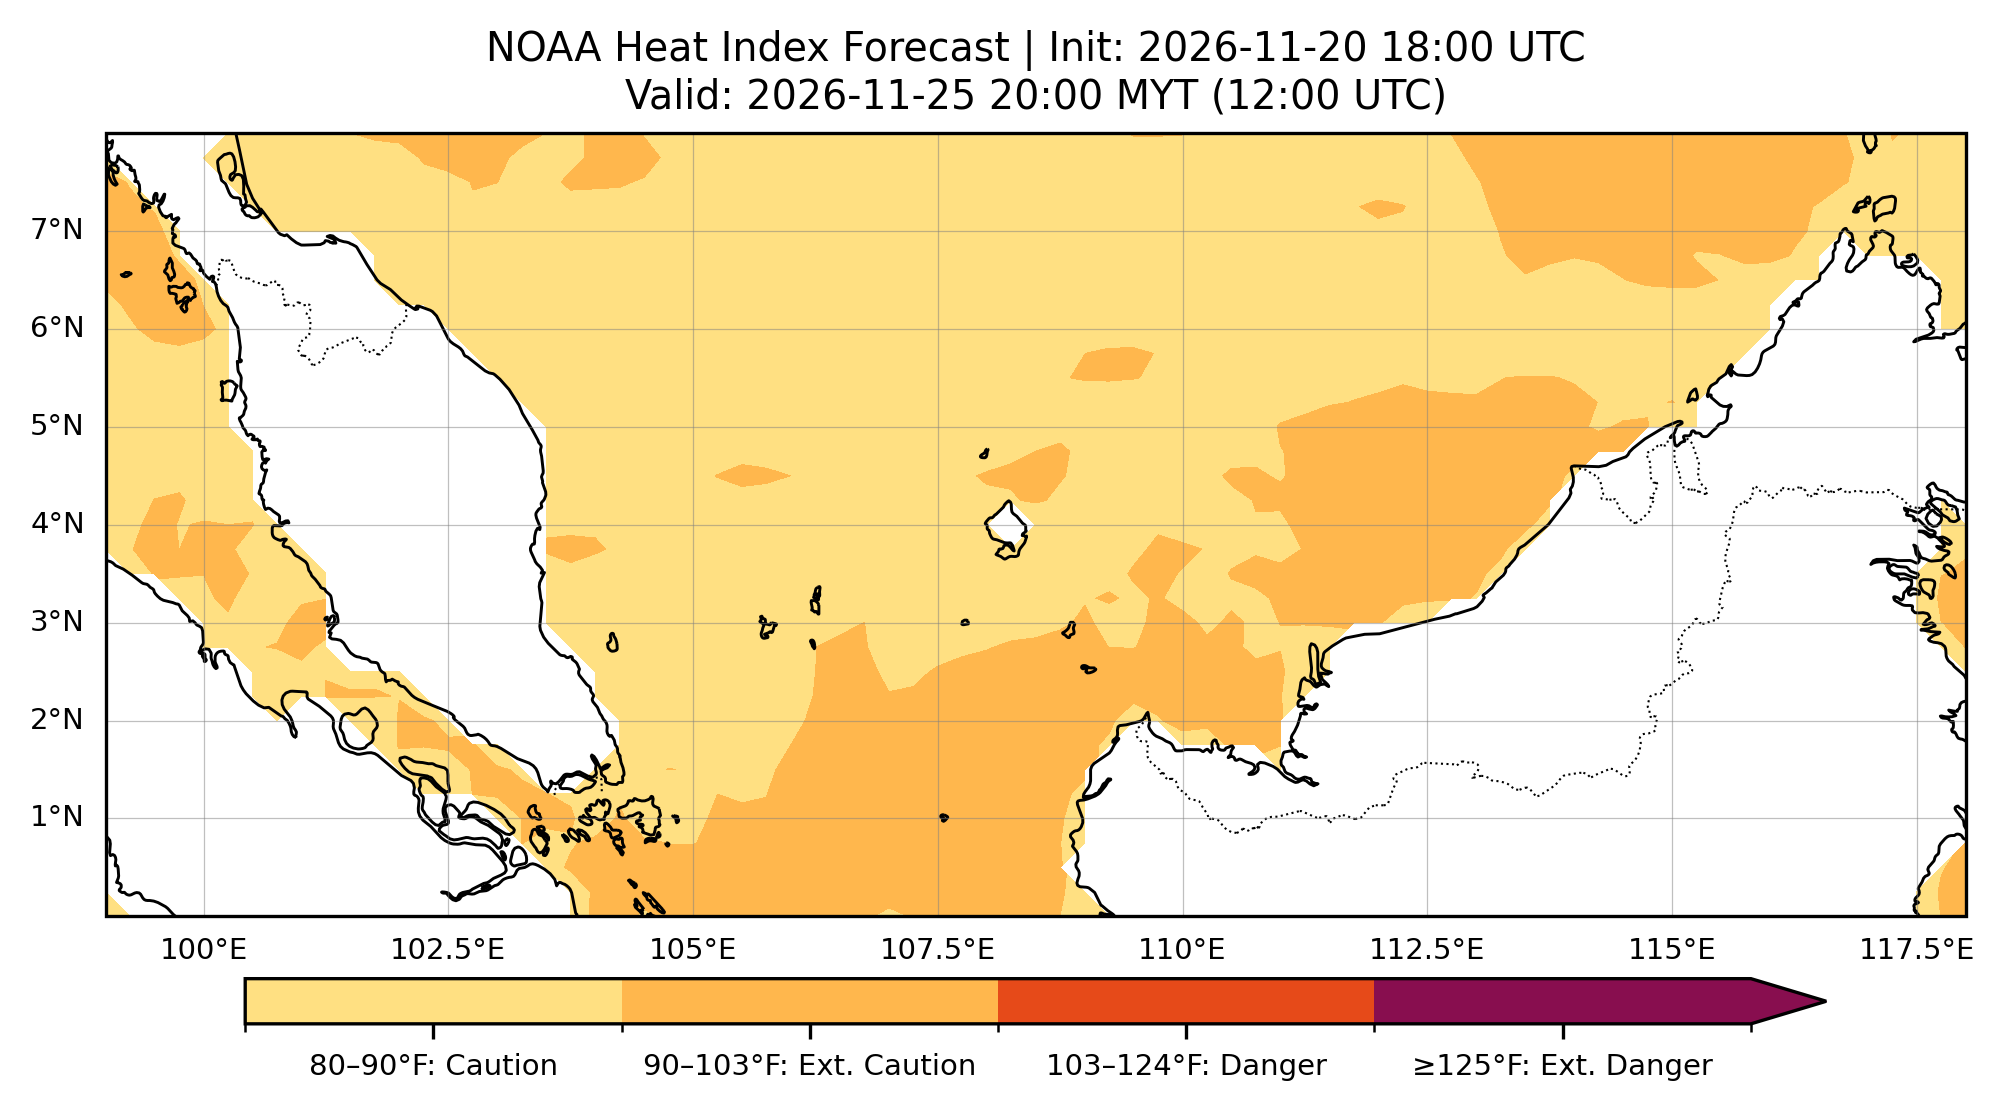 NOAA Heat Index Forecast | Init: 2026-11-20 18:00 UTC
Valid: 2026-11-25 20:00 MYT (12:00 UTC)
7°N
6°N
5°N
4°N
3°N
2°N
1°N
100°E 102.5°E 105°E 107.5°E 110°E 112.5°E 115°E 117.5°E
80–90°F: Caution 90–103°F: Ext. Caution 103–124°F: Danger ≥125°F: Ext. Danger